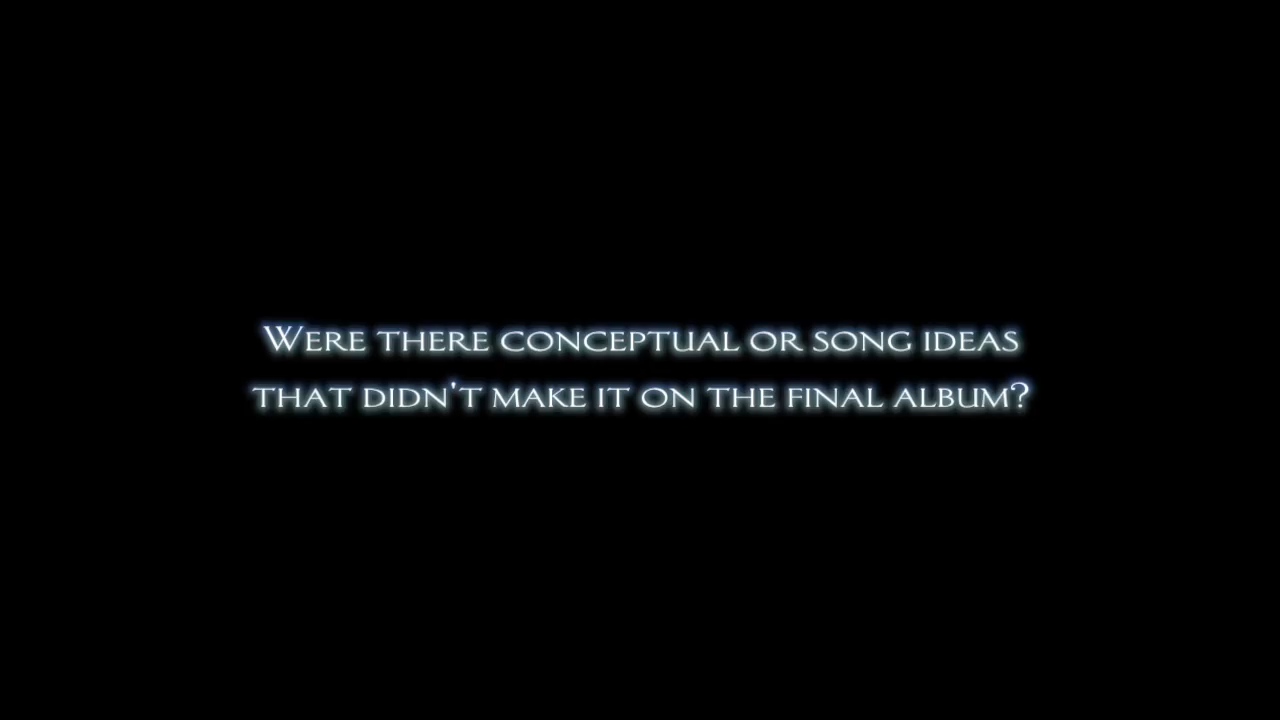 Were there conceptual or song ideas
that didn't make it on the final album?